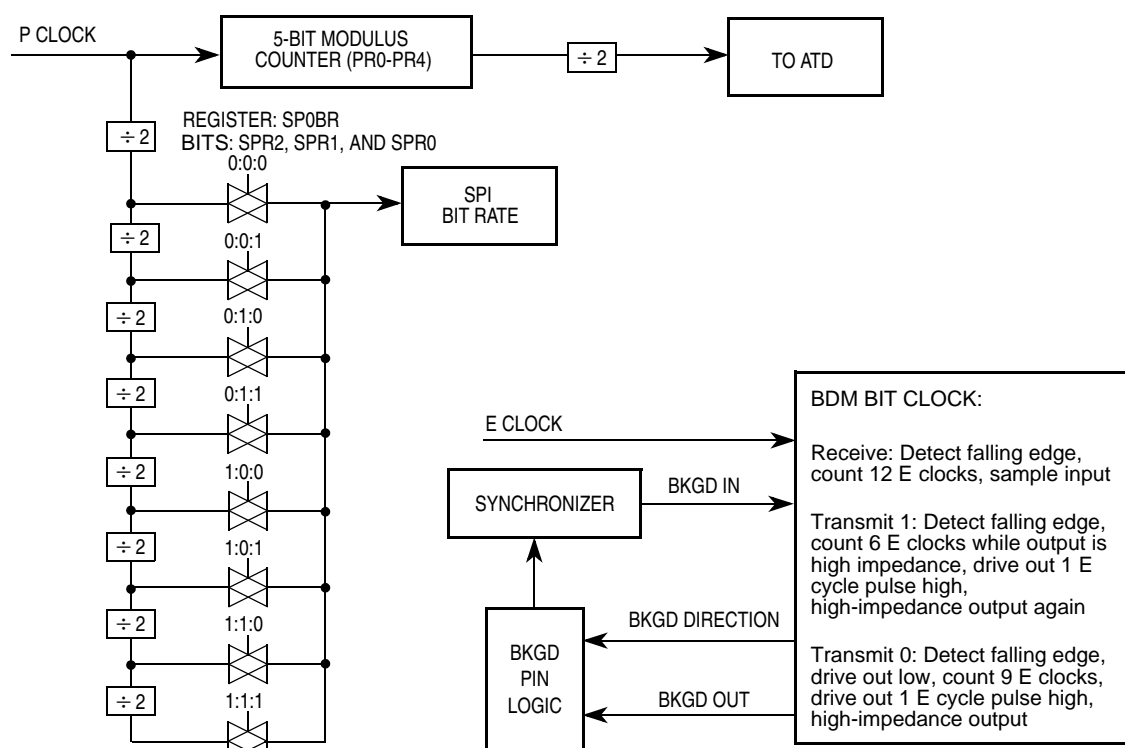 P CLOCK
5-BIT MODULUS
COUNTER (PR0-PR4)
÷ 2
TO ATD
÷ 2
REGISTER: SP0BR
BITS: SPR2, SPR1, AND SPR0
0:0:0
SPI
BIT RATE
÷ 2
0:0:1
÷ 2
0:1:0
÷ 2
0:1:1
÷ 2
1:0:0
÷ 2
1:0:1
÷ 2
1:1:0
÷ 2
1:1:1
E CLOCK
SYNCHRONIZER
BKGD IN
BKGD DIRECTION
BKGD OUT
BKGD
PIN
LOGIC
BDM BIT CLOCK:
Receive: Detect falling edge,
count 12 E clocks, sample input
Transmit 1: Detect falling edge,
count 6 E clocks while output is
high impedance, drive out 1 E
cycle pulse high,
high-impedance output again
Transmit 0: Detect falling edge,
drive out low, count 9 E clocks,
drive out 1 E cycle pulse high,
high-impedance output